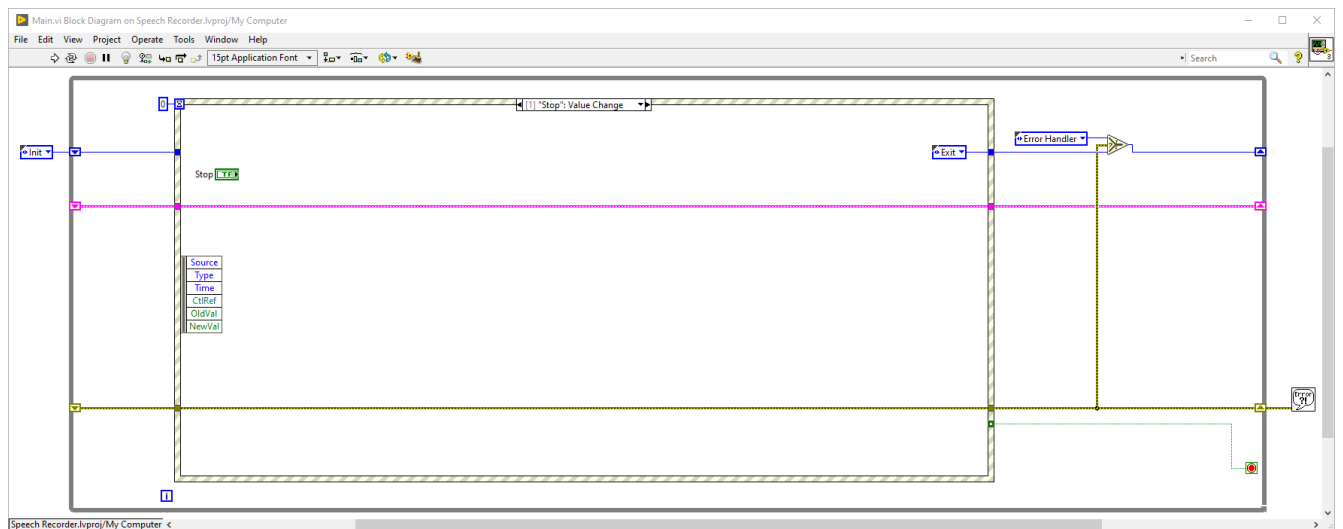 Main.vi Block Diagram on Speech Recorder.lvproj/My Computer
File Edit View Project Operate Tools Window Help
15pt Application Font
Search
3
0
[1] "Stop": Value Change
Init
Error Handler
Exit
Stop TF
Source
Type
Time
CtlRef
OldVal
NewVal
Error
?!
i
Speech Recorder.lvproj/My Computer